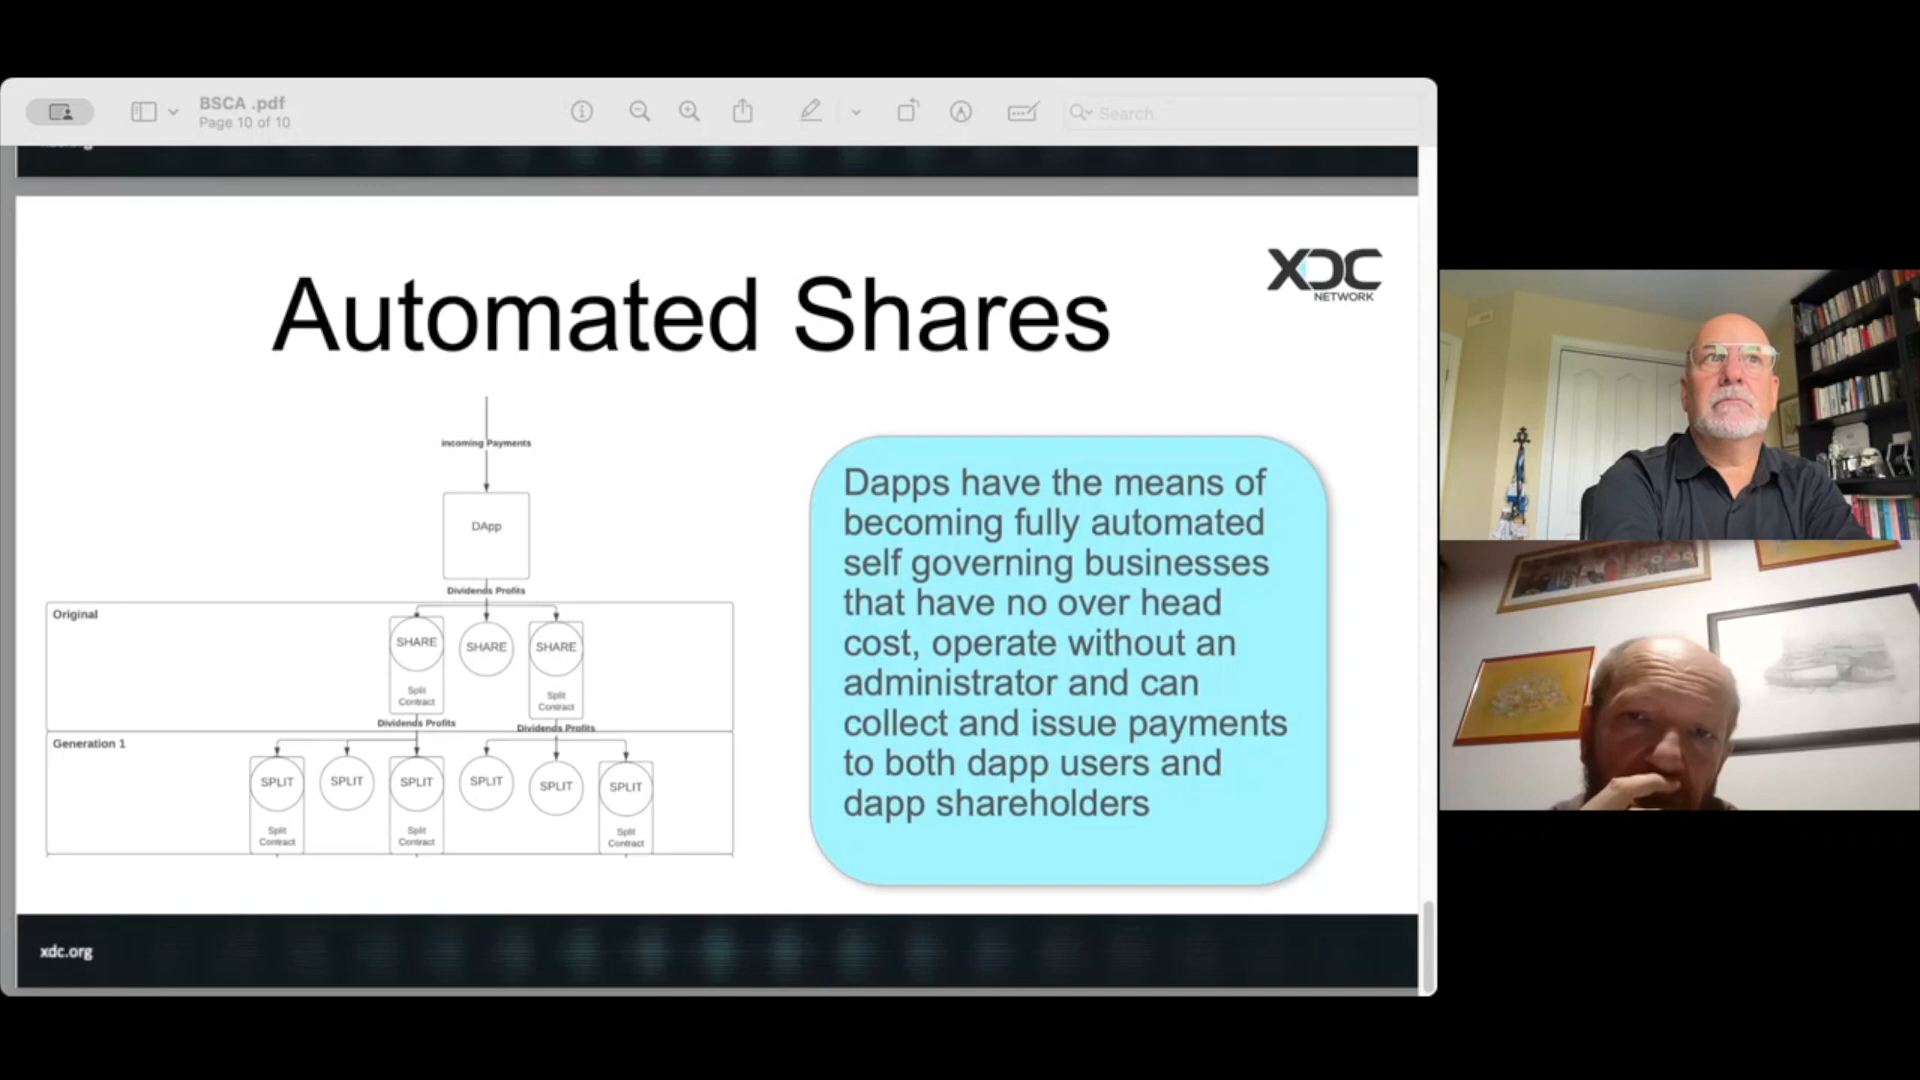 BSCA .pdf
Page 10 of 10
Search
XDC
NETWORK
Automated Shares
incoming Payments
DApp
Dividends Profits
Original
SHARE
SHARE
SHARE
Split
Contract
Split
Contract
Dividends Profits
Dividends Profits
Generation 1
SPLIT
SPLIT
SPLIT
SPLIT
SPLIT
SPLIT
Split
Contract
Split
Contract
Split
Contract
Dapps have the means of
becoming fully automated
self governing businesses
that have no over head
cost, operate without an
administrator and can
collect and issue payments
to both dapp users and
dapp shareholders
xdc.org